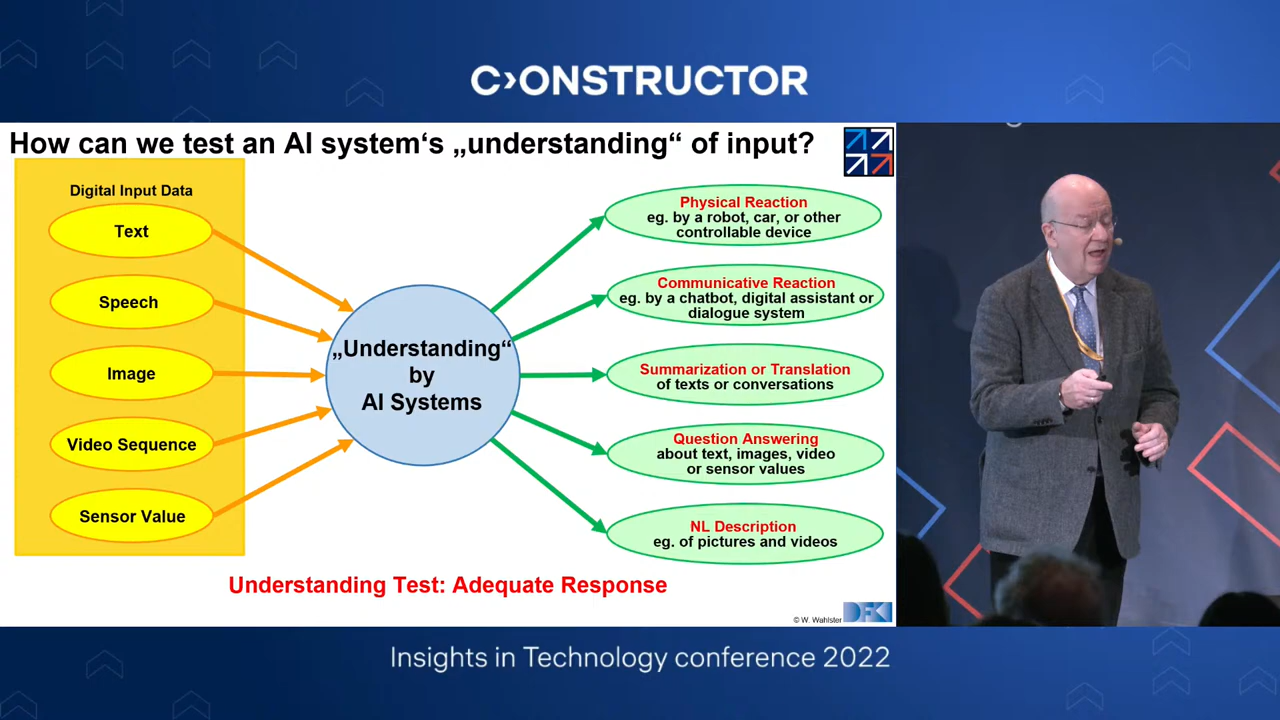 C›ONSTRUCTOR
How can we test an AI system‘s „understanding“ of input?
Digital Input Data
Text
Speech
Image
Video Sequence
Sensor Value
„Understanding“
by
AI Systems
Physical Reaction
eg. by a robot, car, or other
controllable device
Communicative Reaction
eg. by a chatbot, digital assistant or
dialogue system
Summarization or Translation
of texts or conversations
Question Answering
about text, images, video
or sensor values
NL Description
eg. of pictures and videos
Understanding Test: Adequate Response
© W. Wahlster
DFKI
Insights in Technology conference 2022